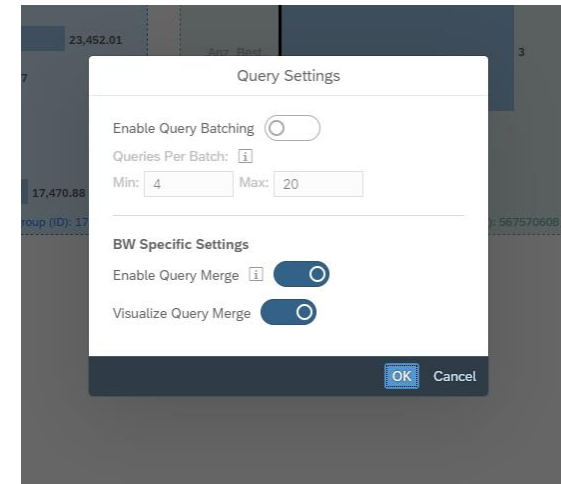 23,452.01
Anz. Best.
3
7
Query Settings
Enable Query Batching
Queries Per Batch: i
Min: 4 Max: 20
17,470.88
roup (ID): 17
): 567570608
BW Specific Settings
Enable Query Merge i
Visualize Query Merge
OK Cancel